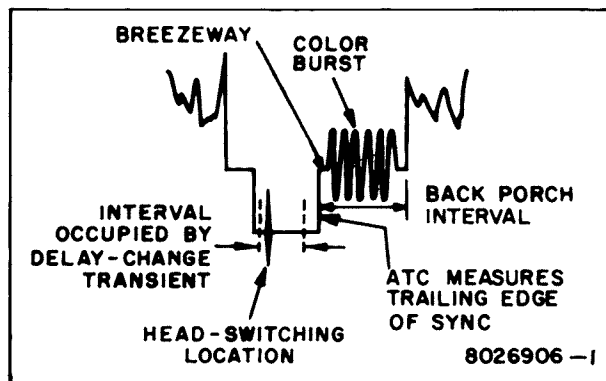 BREEZEWAY
COLOR
BURST
BACK PORCH
INTERVAL
INTERVAL
OCCUPIED BY
DELAY-CHANGE
TRANSIENT
ATC MEASURES
TRAILING EDGE
OF SYNC
HEAD-SWITCHING
LOCATION
8026906-1